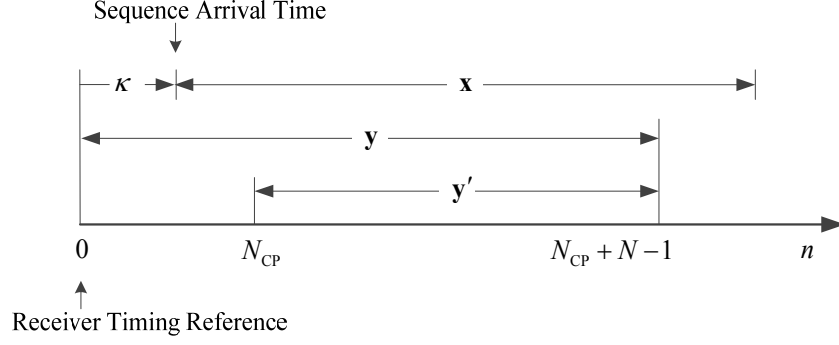 Sequence Arrival Time
κ
x
y
y′
0 N_CP N_CP + N − 1 n
Receiver Timing Reference